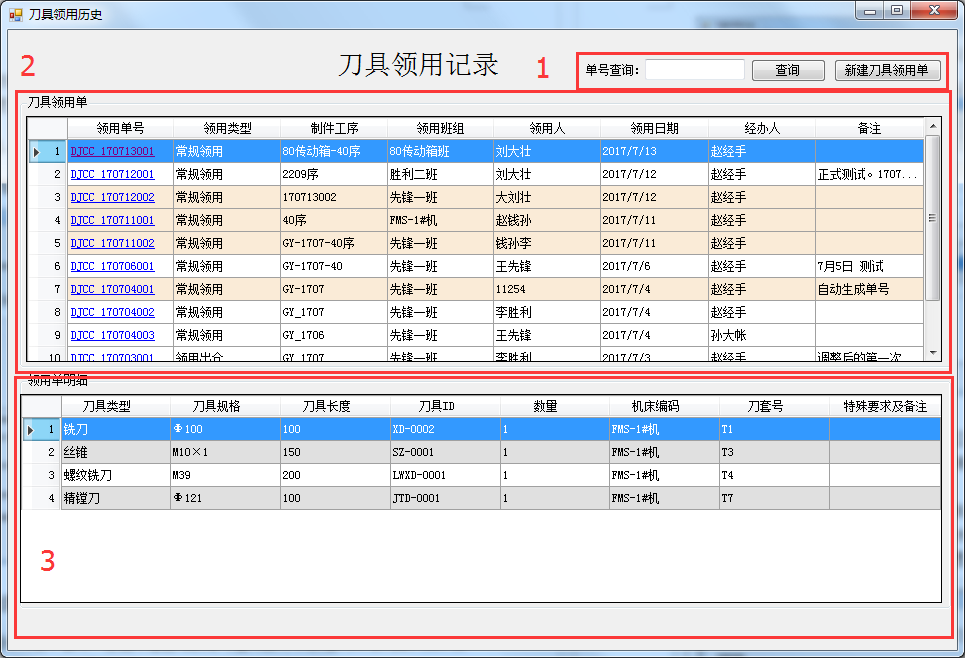 刀具领用历史
2
刀具领用记录
1
单号查询:
查询
新建刀具领用单
刀具领用单
领用单号 领用类型 制件工序 领用班组 领用人 领用日期 经办人 备注
1 DJCC_170713001 常规领用 80传动箱-40序 80传动箱班 刘大壮 2017/7/13 赵经手
2 DJCC_170712001 常规领用 2209序 胜利二班 刘大壮 2017/7/12 赵经手 正式测试。1707...
3 DJCC_170712002 常规领用 170713002 先锋一班 大刘壮 2017/7/12 赵经手
4 DJCC_170711001 常规领用 40序 FMS-1#机 赵钱孙 2017/7/11 赵经手
5 DJCC_170711002 常规领用 GY-1707-40序 先锋一班 钱孙李 2017/7/11 赵经手
6 DJCC_170706001 常规领用 GY-1707-40 先锋一班 王先锋 2017/7/6 赵经手 7月5日 测试
7 DJCC_170704001 常规领用 GY-1707 先锋一班 11254 2017/7/4 赵经手 自动生成单号
8 DJCC_170704002 常规领用 GY_1707 先锋一班 李胜利 2017/7/4 赵经手
9 DJCC_170704003 常规领用 GY_1706 先锋一班 王先锋 2017/7/4 孙大帐
10 DJCC_170703001 领用出仓 GY_1707 先锋一班 李胜利 2017/7/3 赵经手 调整后的第一次
领用单明细
刀具类型 刀具规格 刀具长度 刀具ID 数量 机床编码 刀套号 特殊要求及备注
1 铣刀 Φ100 100 XD-0002 1 FMS-1#机 T1
2 丝锥 M10×1 150 SZ-0001 1 FMS-1#机 T3
3 螺纹铣刀 M39 200 LWXD-0001 1 FMS-1#机 T4
4 精镗刀 Φ121 100 JTD-0001 1 FMS-1#机 T7
3